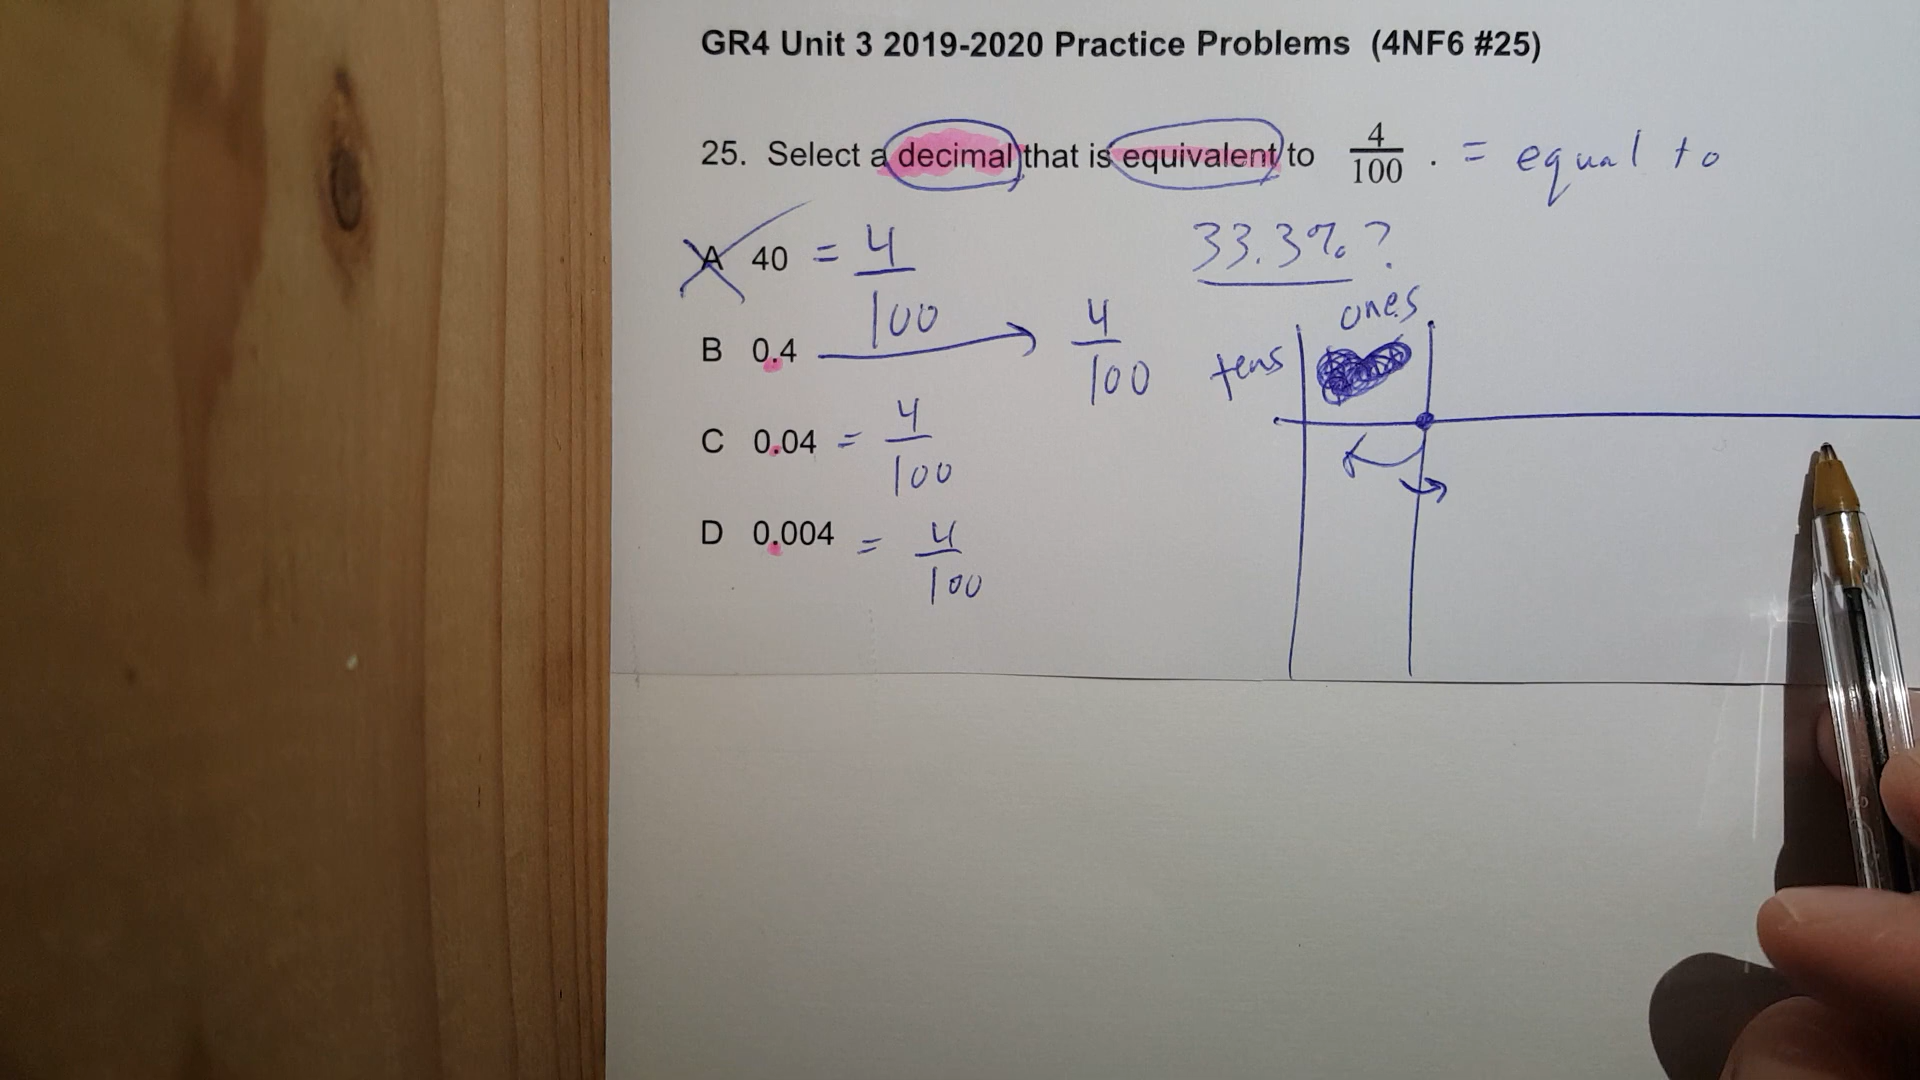 GR4 Unit 3 2019-2020 Practice Problems (4NF6 #25)
25. Select a decimal that is equivalent to 4/100 . = equal to
A 40 = 4/100
33.3% ?
B 0.4 → 4/100
tens ones
C 0.04 = 4/100
D 0.004 = 4/100